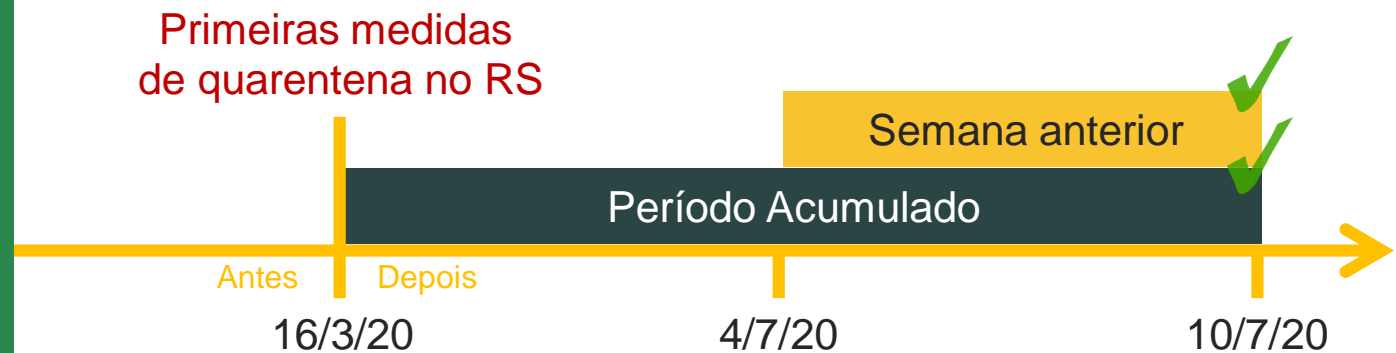 Primeiras medidas
de quarentena no RS
Semana anterior
Período Acumulado
Antes
Depois
16/3/20
4/7/20
10/7/20